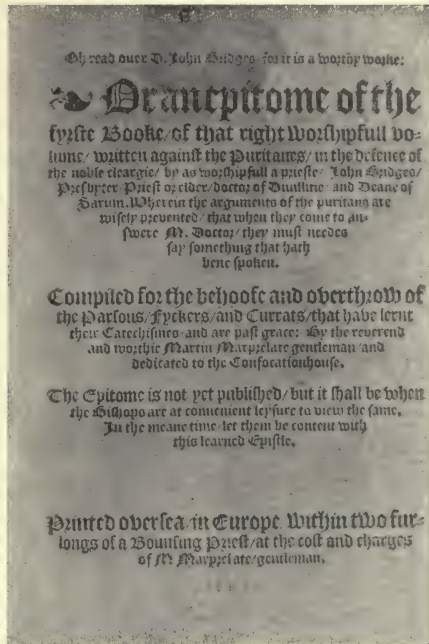 Oh read over D. John Bridges, for it is a worthy worke:
Or an epitome of the
fyrste Booke/ of that right Worshipfull vo-
lume/ written against the Puritanes/ in the defence of
the noble cleargie/ by as worshipfull a prieste/ John Bridges/
Presbyter/ Priest or elder/ doctor of Diuillitie/ and Deane of
Sarum. Wherein the arguments of the puritans are
wisely prevented/ that when they come to an-
swere M. Doctor/ they must needes
say something that hath
bene spoken.
Compiled for the behoofe and overthrow of
the Parsons/ Fyckers/ and Currats/ that have lernt
their Catechismes/ and are past grace: By the reverend
and worthie Martin Marprelate gentleman/ and
dedicated to the Confocationhouse.
The Epitome is not yet published/ but it shall be when
the Bishops are at convenient leysure to view the same.
In the meane time/ let them be content with
this learned Epistle.
Printed oversea/ in Europe/ within two fur-
longs of a Bounsing Priest/ at the cost and charges
of M. Marprelate/ gentleman.